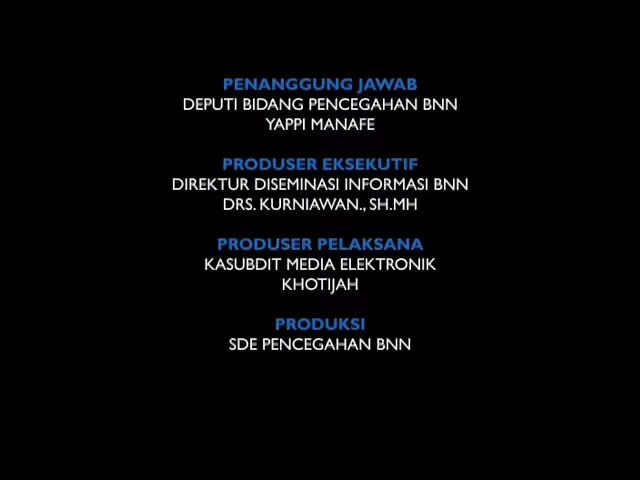 PENANGGUNG JAWAB
DEPUTI BIDANG PENCEGAHAN BNN
YAPPI MANAFE
PRODUSER EKSEKUTIF
DIREKTUR DISEMINASI INFORMASI BNN
DRS. KURNIAWAN., SH.MH
PRODUSER PELAKSANA
KASUBDIT MEDIA ELEKTRONIK
KHOTIJAH
PRODUKSI
SDE PENCEGAHAN BNN